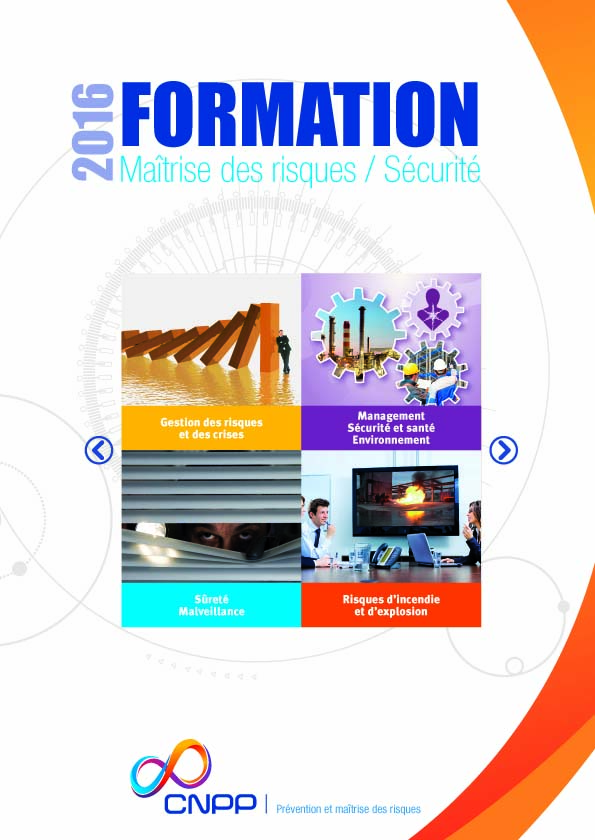 2016
FORMATION
Maîtrise des risques / Sécurité
Gestion des risques
et des crises
Management
Sécurité et santé
Environnement
Sûreté
Malveillance
Risques d'incendie
et d'explosion
CNPP
Prévention et maîtrise des risques